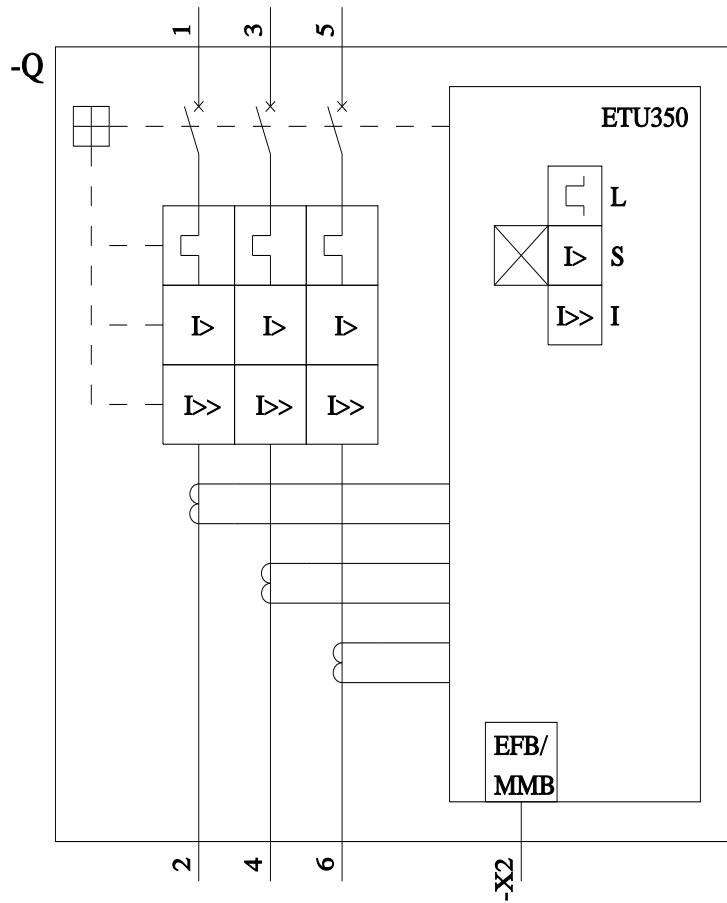 1 3 5
-Q
ETU350
L
I> S
I>> I
I> I> I>
I>> I>> I>>
EFB/
MMB
2 4 6 -X2